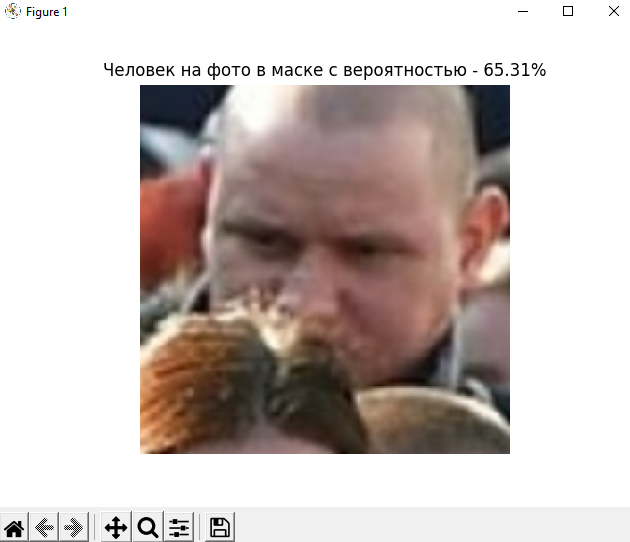 Figure 1
Человек на фото в маске с вероятностью - 65.31%